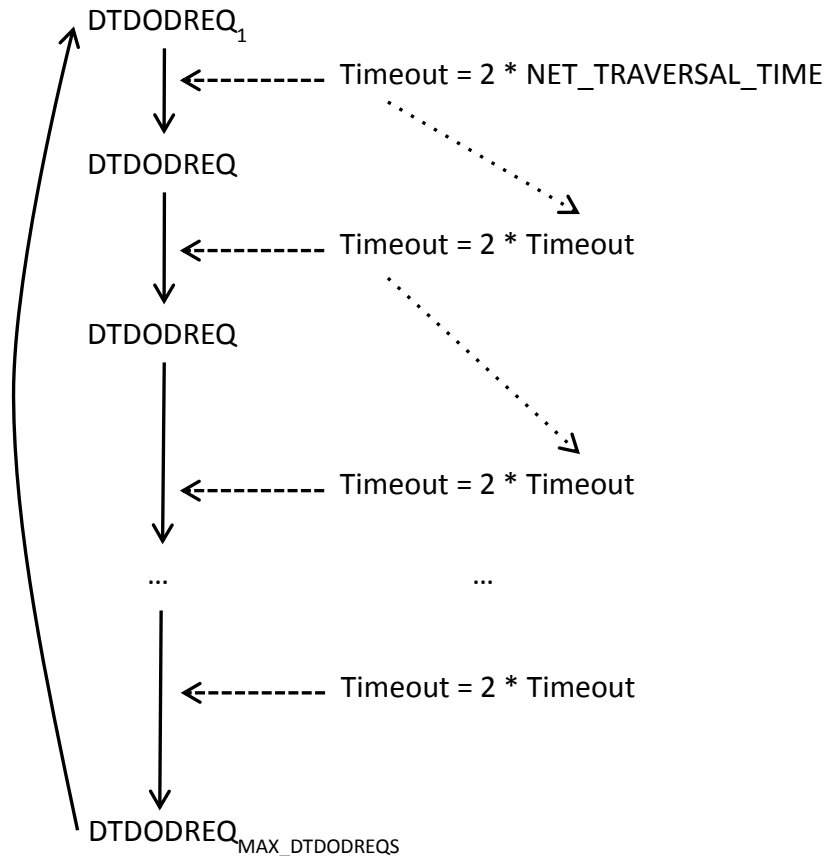 DTDODREQ1
Timeout = 2 * NET_TRAVERSAL_TIME
DTDODREQ
Timeout = 2 * Timeout
DTDODREQ
Timeout = 2 * Timeout
... ...
Timeout = 2 * Timeout
DTDODREQMAX_DTDODREQS